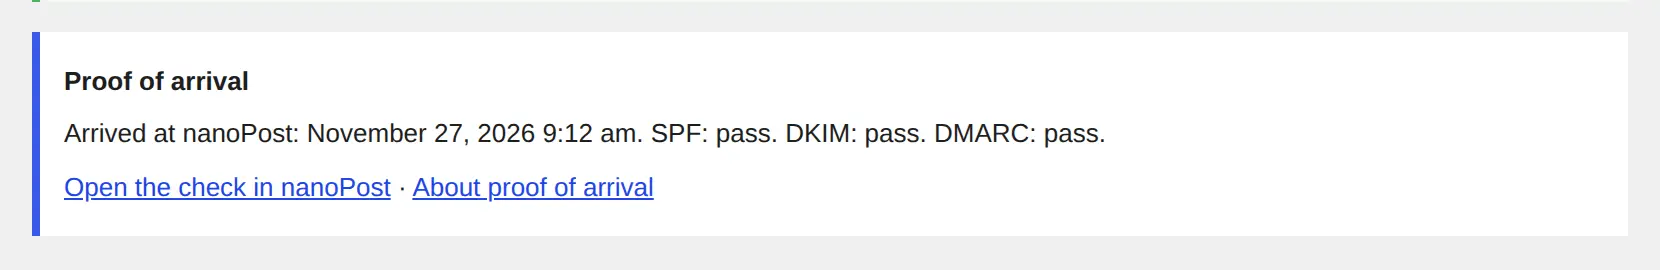 Proof of arrival
Arrived at nanoPost: November 27, 2026 9:12 am. SPF: pass. DKIM: pass. DMARC: pass.
Open the check in nanoPost · About proof of arrival